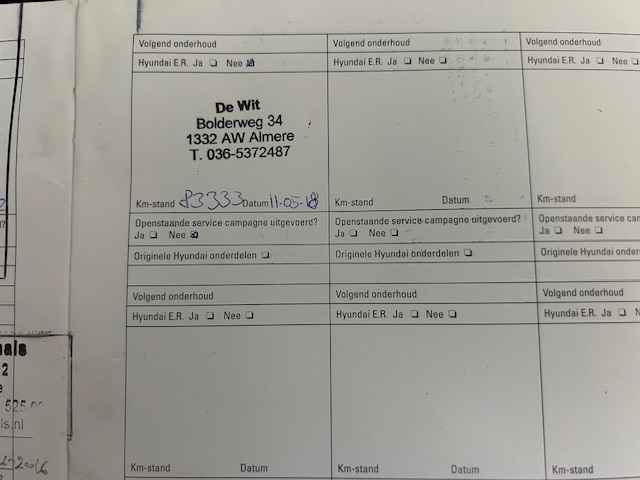 Volgend onderhoud
Hyundai E.R. Ja ❑ Nee ☒
De Wit
Bolderweg 34
1332 AW Almere
T. 036-5372487
Km-stand 83333 Datum 11-05-18
Openstaande service campagne uitgevoerd?
Ja ❑ Nee ☒
Originele Hyundai onderdelen ❑
Volgend onderhoud
Hyundai E.R. Ja ❑ Nee ❑
Km-stand Datum
Openstaande service campagne uitgevoerd?
Ja ❑ Nee ❑
Originele Hyundai onderdelen ❑
Volgend onderhoud
Hyundai E.R. Ja ❑
Km-stand
Openstaande service
Ja ❑ Nee ❑
Originele Hyundai
Volgend onderhoud
Hyundai E.R. Ja ❑ Nee ❑
Km-stand Datum
Volgend onderhoud
Hyundai E.R. Ja ❑ Nee ❑
Km-stand Datum
Volgend onderhoud
Hyundai E.R. Ja ❑
Km-stand